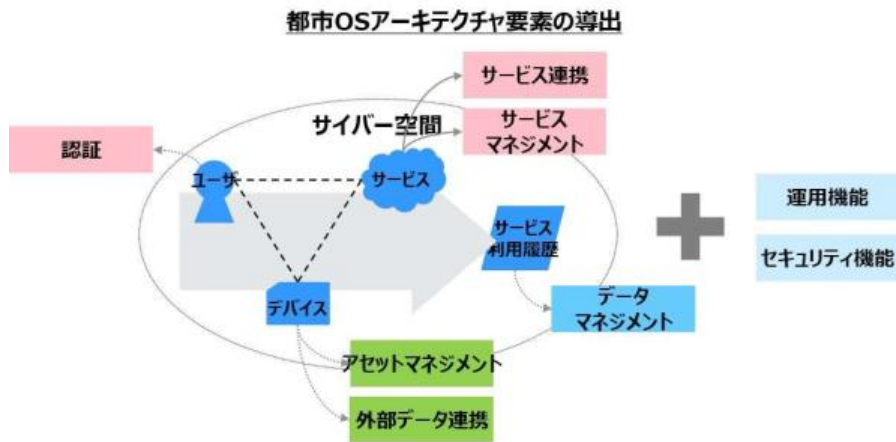 都市OSアーキテクチャ要素の導出
サービス連携
サイバー空間
サービス
マネジメント
認証
ユーザ
サービス
運用機能
サービス
利用履歴
セキュリティ機能
デバイス
データ
マネジメント
アセットマネジメント
外部データ連携